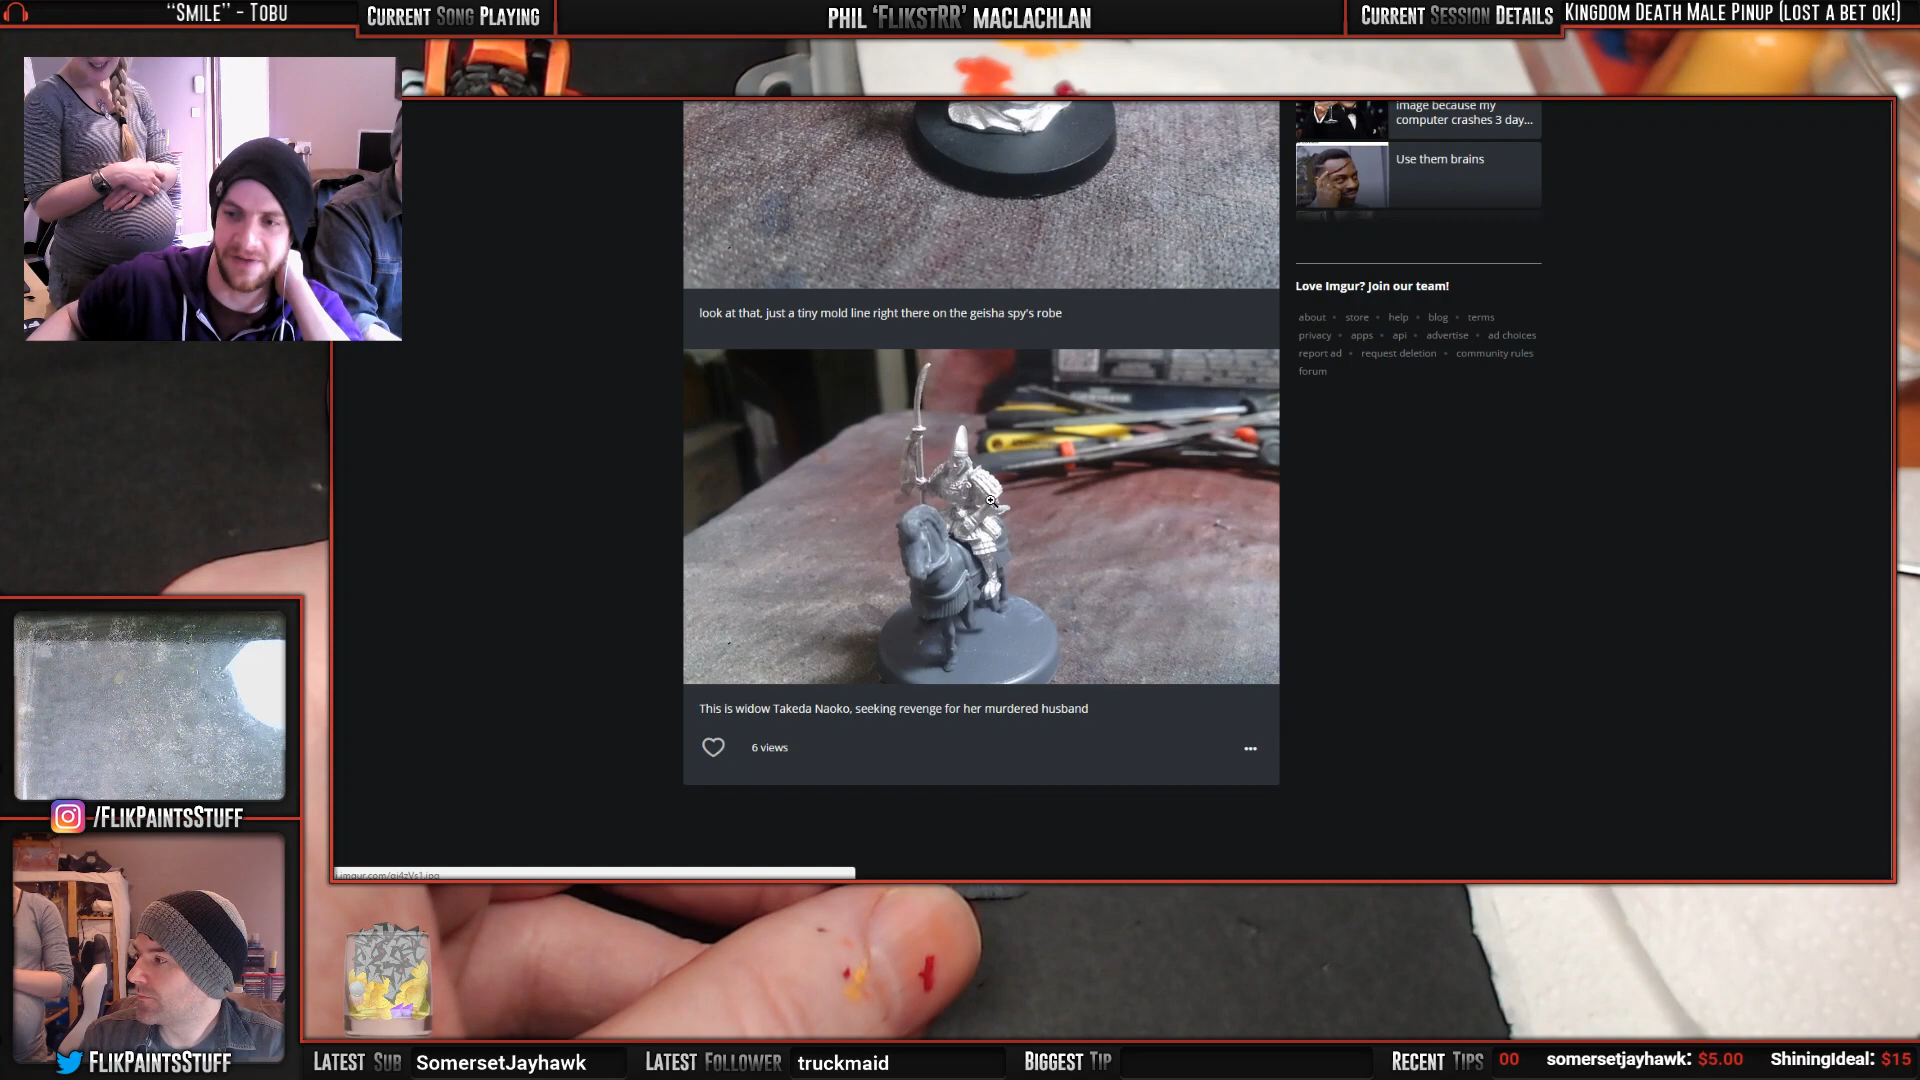 "SMILE" - TOBU
CURRENT SONG PLAYING
PHIL 'FLIKSTRR' MACLACHLAN
CURRENT SESSION DETAILS
KINGDOM DEATH MALE PINUP (LOST A BET OK!)
image because my
computer crashes 3 day...
Use them brains
look at that, just a tiny mold line right there on the geisha spy's robe
Love Imgur? Join our team!
about • store • help • blog • terms
privacy • apps • api • advertise • ad choices
report ad • request deletion • community rules
forum
This is widow Takeda Naoko, seeking revenge for her murdered husband
6 views
/FLIKPAINTSSTUFF
FLIKPAINTSSTUFF
LATEST SUB SomersetJayhawk
LATEST FOLLOWER truckmaid
BIGGEST TIP
RECENT TIPS 00 somersetjayhawk: $5.00 ShiningIdeal: $15